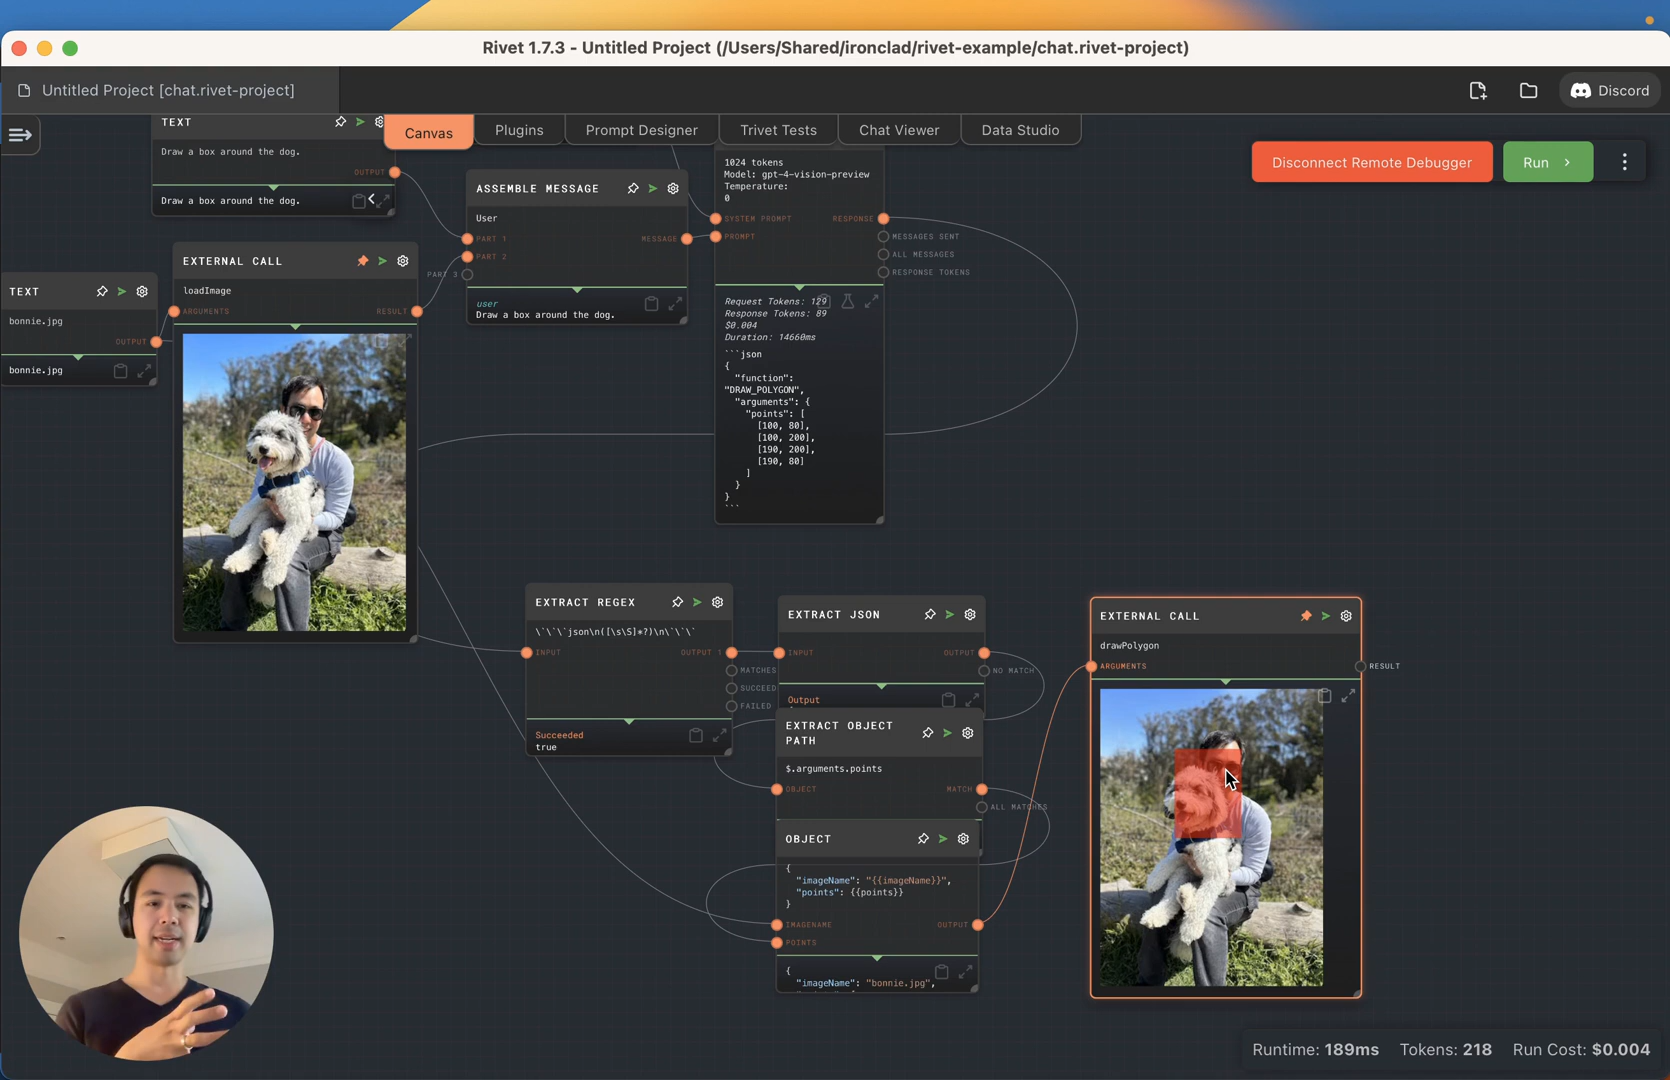 Rivet 1.7.3 - Untitled Project (/Users/Shared/ironclad/rivet-example/chat.rivet-project)
Untitled Project [chat.rivet-project]
Discord
Canvas
Plugins
Prompt Designer
Trivet Tests
Chat Viewer
Data Studio
Disconnect Remote Debugger
Run
TEXT
Draw a box around the dog.
OUTPUT
Draw a box around the dog.
TEXT
bonnie.jpg
OUTPUT
bonnie.jpg
EXTERNAL CALL
loadImage
ARGUMENTS
RESULT
ASSEMBLE MESSAGE
User
PART 1
MESSAGE
PART 2
PART 3
user
Draw a box around the dog.
1024 tokens
Model: gpt-4-vision-preview
Temperature:
0
SYSTEM PROMPT
RESPONSE
PROMPT
MESSAGES SENT
ALL MESSAGES
RESPONSE TOKENS
Request Tokens: 129
Response Tokens: 89
$0.004
Duration: 14660ms
```json
{
"function":
"DRAW_POLYGON",
"arguments": {
"points": [
[100, 80],
[100, 200],
[190, 200],
[190, 80]
]
}
}
```
EXTRACT REGEX
\`\`\`json\n([\s\S]*?)\n\`\`\`
INPUT
OUTPUT 1
MATCHES
SUCCEED
FAILED
Succeeded
true
EXTRACT JSON
INPUT
OUTPUT
NO MATCH
Output
EXTRACT OBJECT
PATH
$.arguments.points
OBJECT
MATCH
ALL MATCHES
OBJECT
{
"imageName": "{{imageName}}",
"points": {{points}}
}
IMAGENAME
OUTPUT
POINTS
{
"imageName": "bonnie.jpg",
EXTERNAL CALL
drawPolygon
ARGUMENTS
RESULT
Runtime: 189ms
Tokens: 218
Run Cost: $0.004